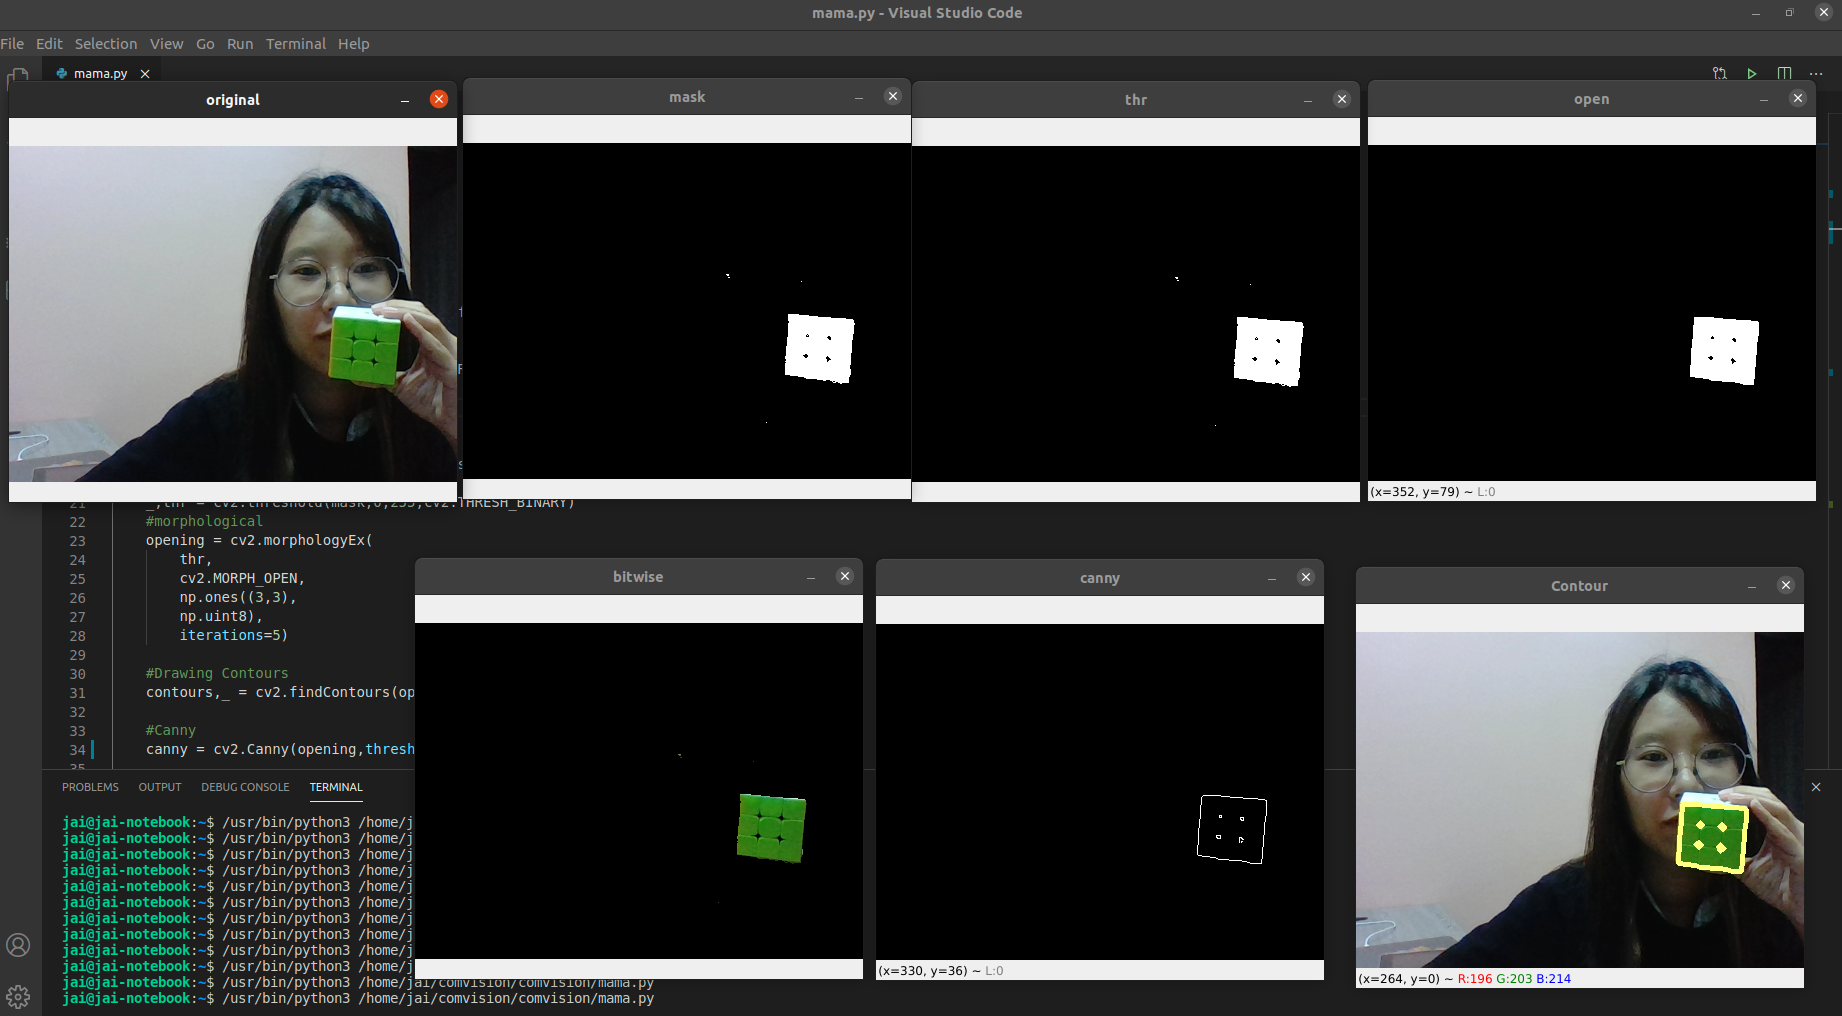 mama.py - Visual Studio Code
File Edit Selection View Go Run Terminal Help
mama.py
original
mask
thr
open
(x=352, y=79) ~ L:0
21 _,thr = cv2.threshold(mask,0,255,cv2.THRESH_BINARY)
22 #morphological
23 opening = cv2.morphologyEx(
24 thr,
25 cv2.MORPH_OPEN,
26 np.ones((3,3),
27 np.uint8),
28 iterations=5)
29
30 #Drawing Contours
31 contours,_ = cv2.findContours(op
32
33 #Canny
34 canny = cv2.Canny(opening,thresh
35
bitwise
canny
(x=330, y=36) ~ L:0
Contour
(x=264, y=0) ~ R:196 G:203 B:214
PROBLEMS OUTPUT DEBUG CONSOLE TERMINAL
jai@jai-notebook:~$ /usr/bin/python3 /home/j
jai@jai-notebook:~$ /usr/bin/python3 /home/j
jai@jai-notebook:~$ /usr/bin/python3 /home/j
jai@jai-notebook:~$ /usr/bin/python3 /home/j
jai@jai-notebook:~$ /usr/bin/python3 /home/j
jai@jai-notebook:~$ /usr/bin/python3 /home/j
jai@jai-notebook:~$ /usr/bin/python3 /home/j
jai@jai-notebook:~$ /usr/bin/python3 /home/j
jai@jai-notebook:~$ /usr/bin/python3 /home/j
jai@jai-notebook:~$ /usr/bin/python3 /home/j
jai@jai-notebook:~$ /usr/bin/python3 /home/jai/comvision/comvision/mama.py
jai@jai-notebook:~$ /usr/bin/python3 /home/jai/comvision/comvision/mama.py